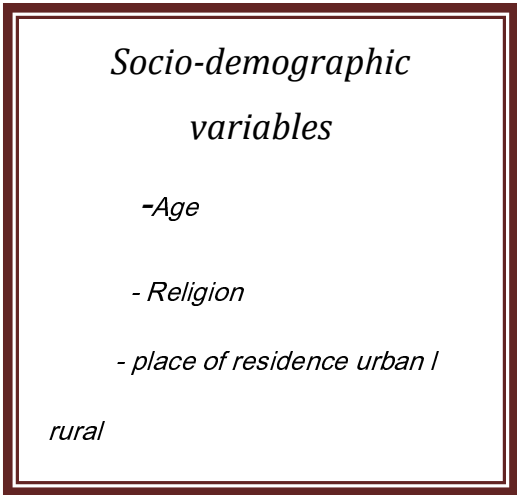 Socio-demographic
variables
-Age
- Religion
- place of residence urban l
rural